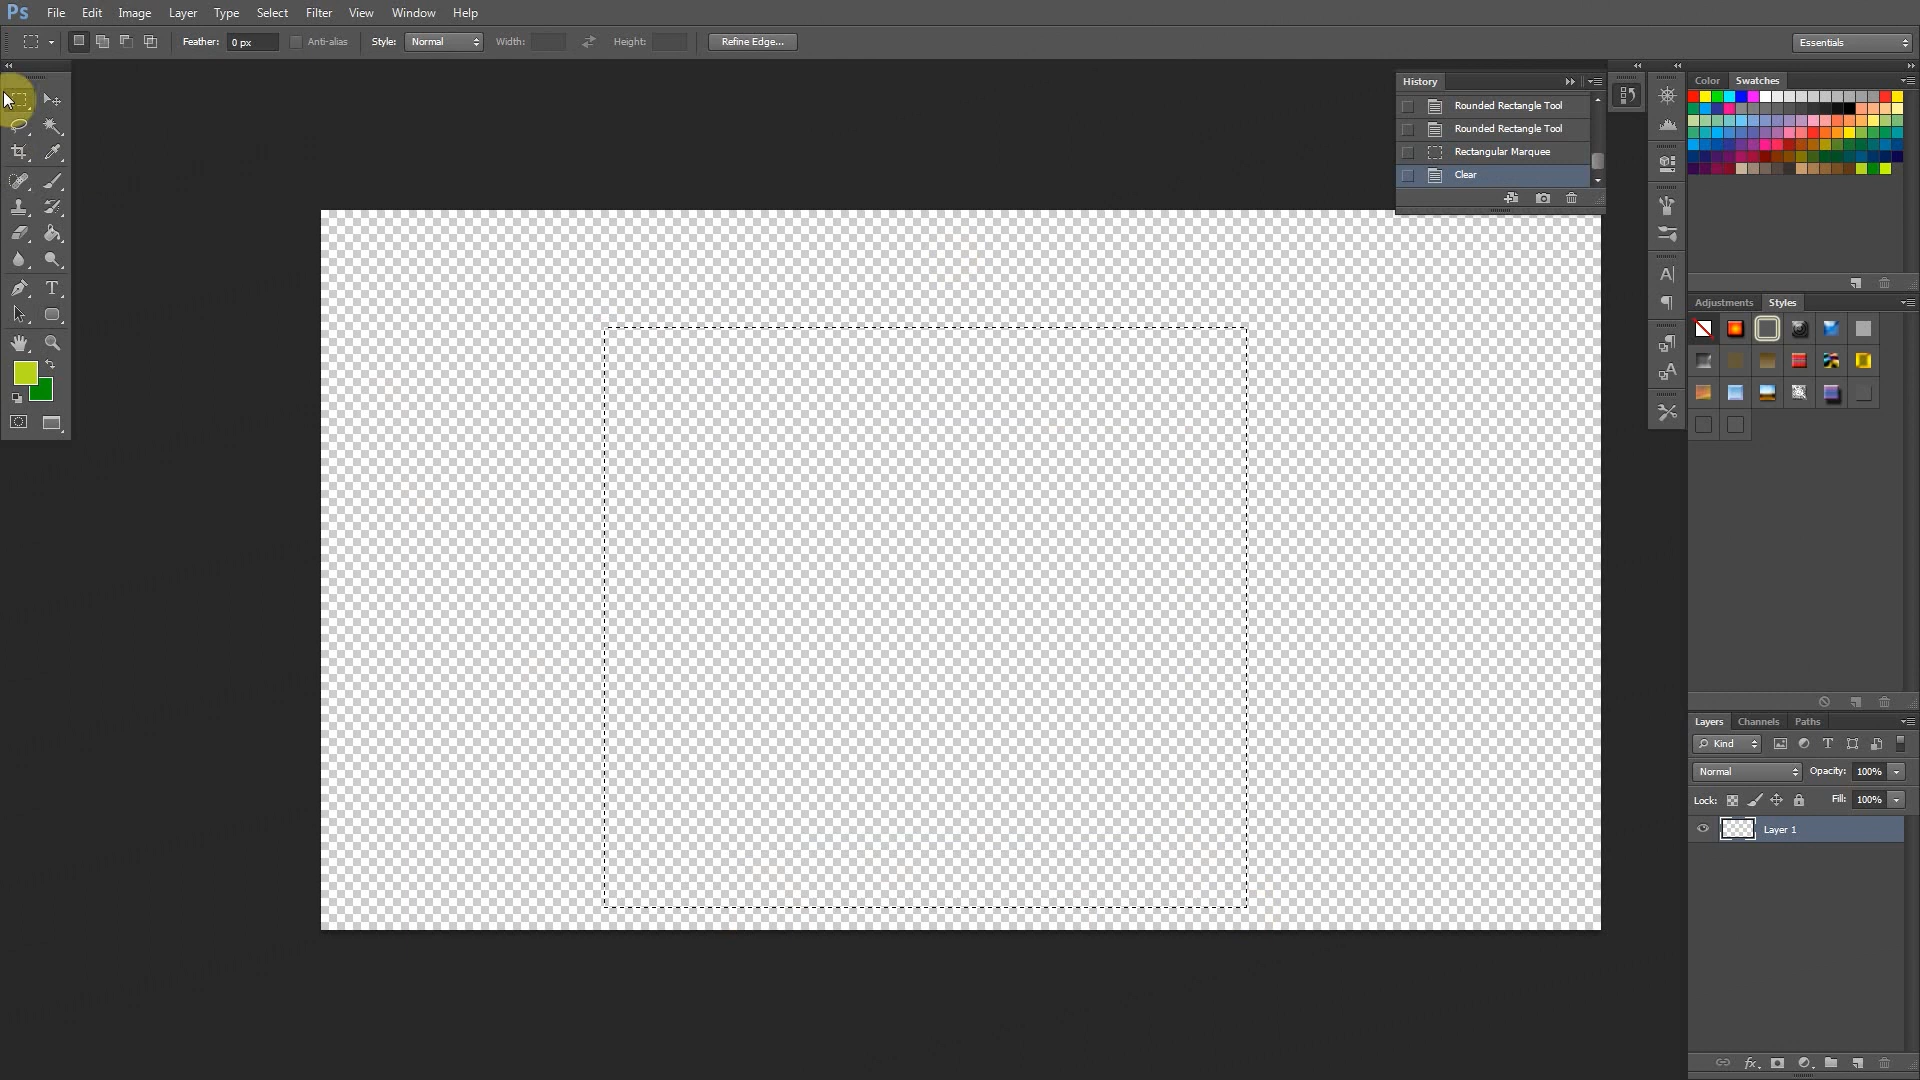 Ps File Edit Image Layer Type Select Filter View Window Help
Feather: 0 px Anti-alias Style: Normal Width: Height: Refine Edge... Essentials
History
Rounded Rectangle Tool
Rounded Rectangle Tool
Rectangular Marquee
Clear
Color Swatches
Adjustments Styles
Layers Channels Paths
Kind
Normal Opacity: 100%
Lock: Fill: 100%
Layer 1